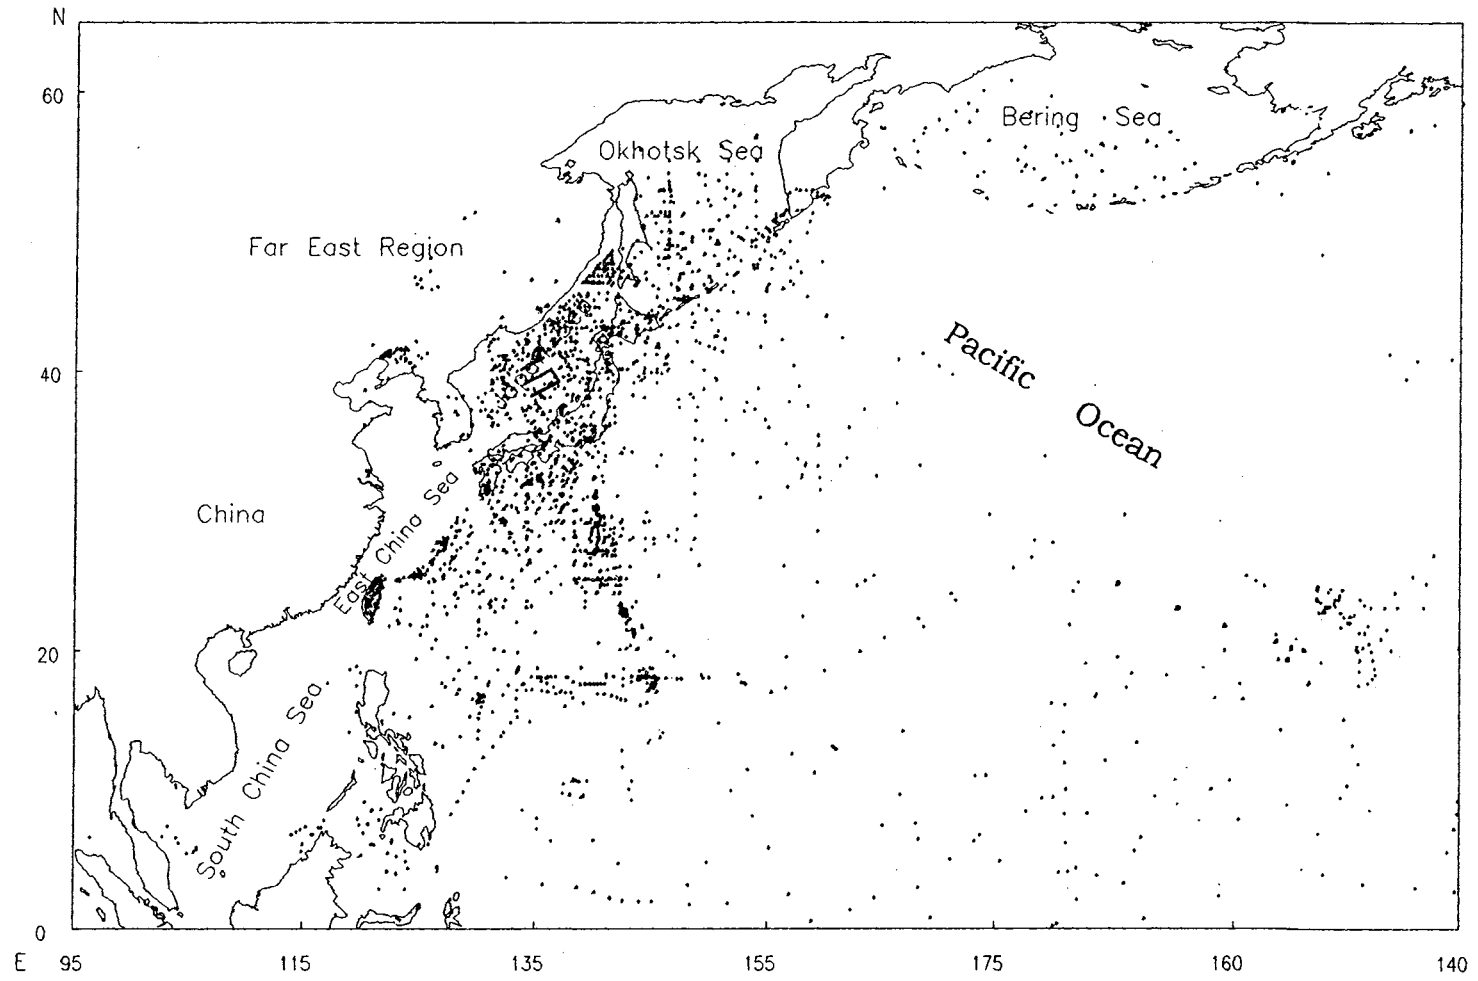 N
60
Bering Sea
Okhotsk Sea
Far East Region
Pacific
40
Ocean
East China Sea
China
20
South China Sea
0
E 95 115 135 155 175 160 140